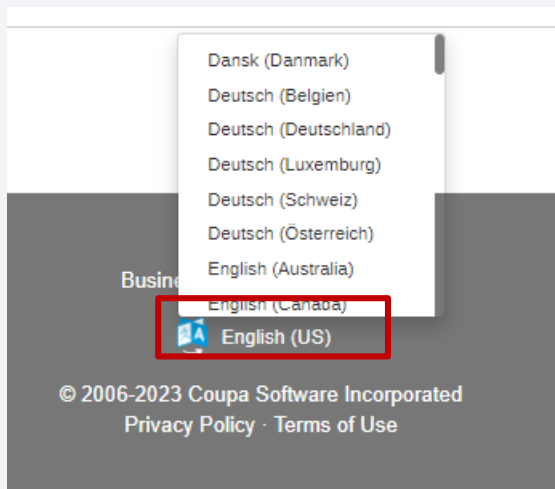 Dansk (Danmark)
Deutsch (Belgien)
Deutsch (Deutschland)
Deutsch (Luxemburg)
Deutsch (Schweiz)
Deutsch (Österreich)
English (Australia)
English (Canada)
Busine
English (US)
© 2006-2023 Coupa Software Incorporated
Privacy Policy · Terms of Use